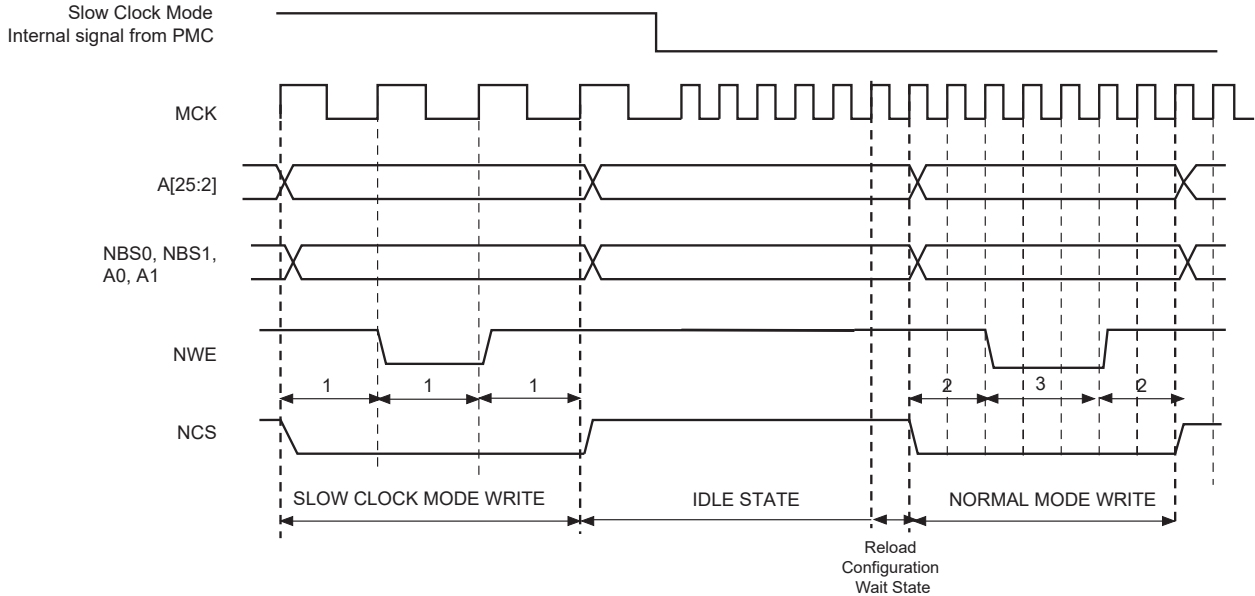 Slow Clock Mode
Internal signal from PMC
MCK
A[25:2]
NBS0, NBS1,
A0, A1
NWE
1 1 1 2 3 2
NCS
SLOW CLOCK MODE WRITE IDLE STATE NORMAL MODE WRITE
Reload
Configuration
Wait State